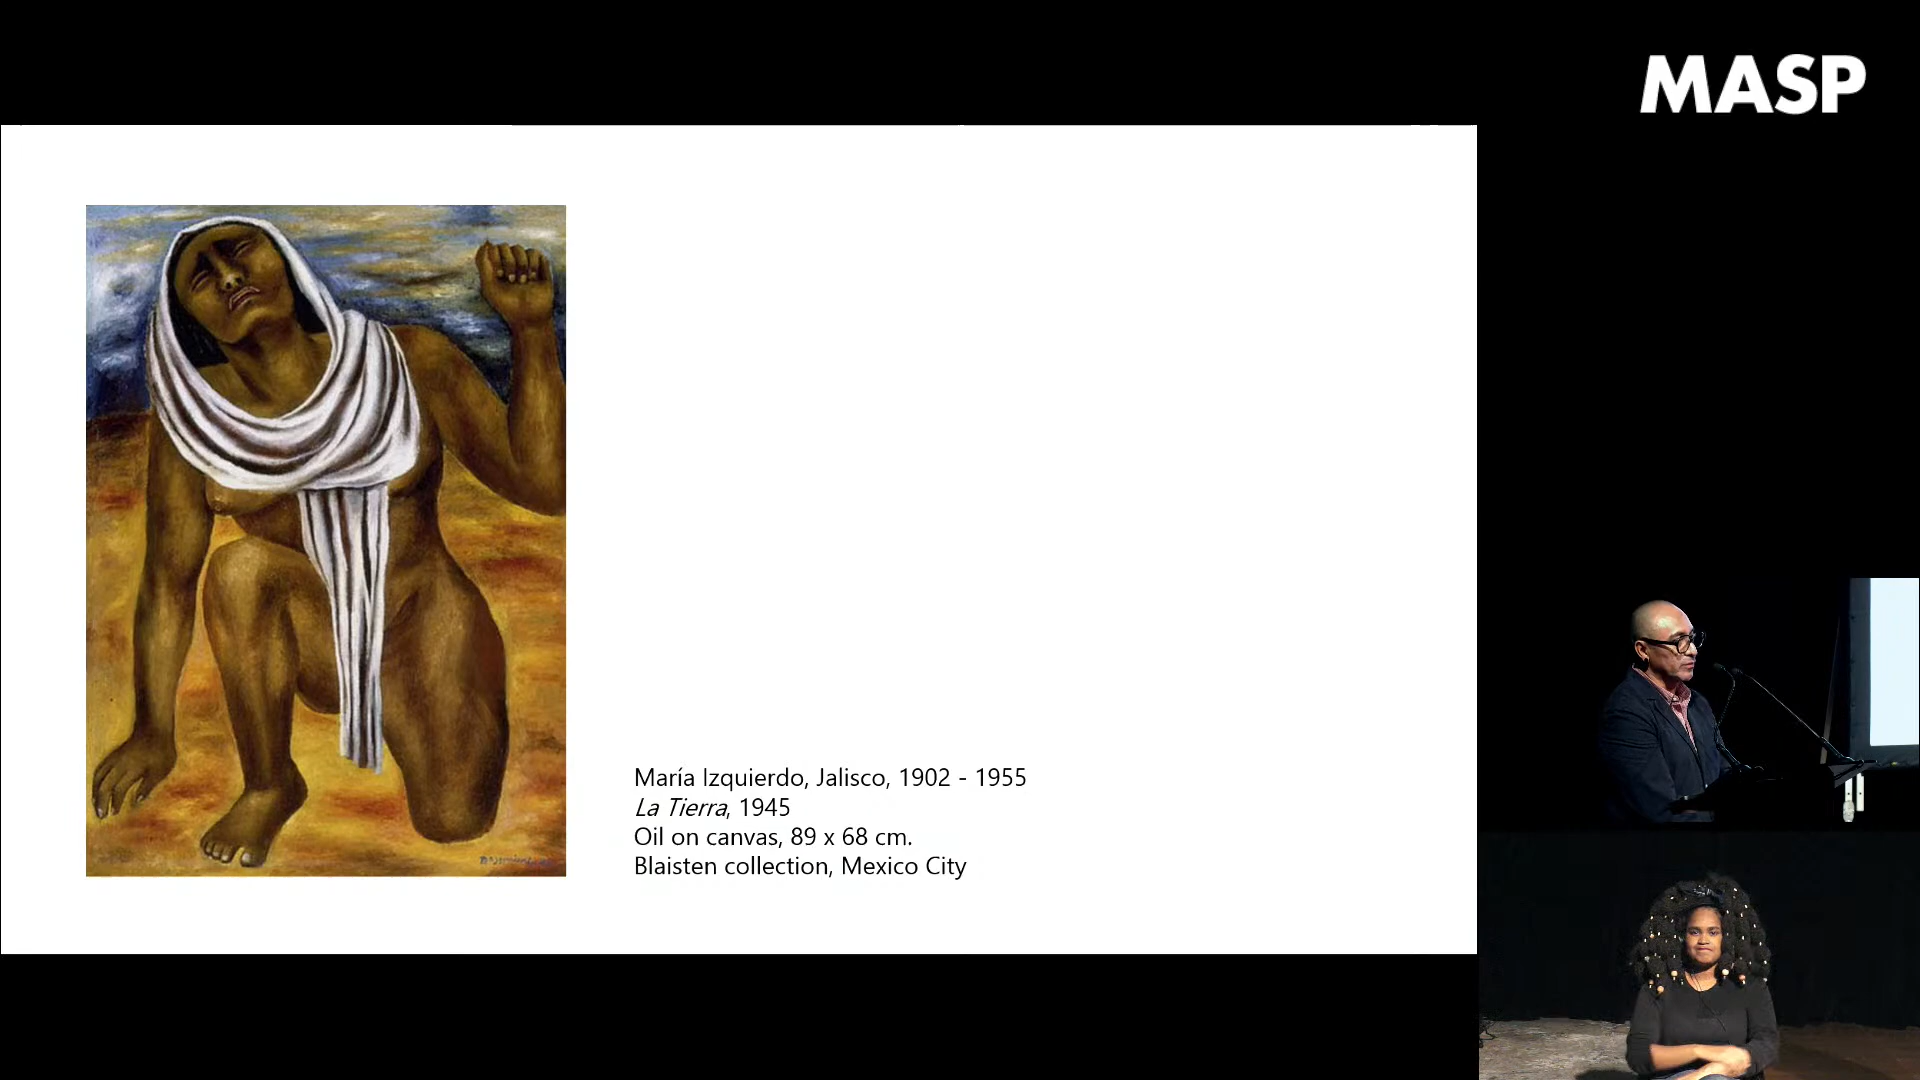 MASP
María Izquierdo, Jalisco, 1902 - 1955
La Tierra, 1945
Oil on canvas, 89 x 68 cm.
Blaisten collection, Mexico City